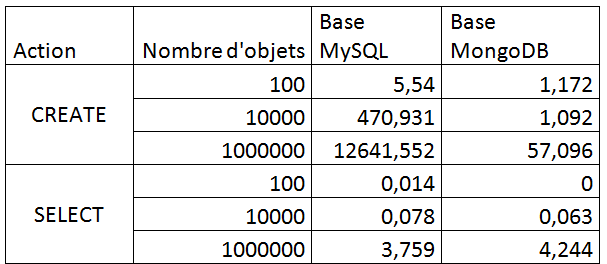 Action Nombre d'objets Base MySQL Base MongoDB
CREATE 100 5,54 1,172
10000 470,931 1,092
1000000 12641,552 57,096
SELECT 100 0,014 0
10000 0,078 0,063
1000000 3,759 4,244